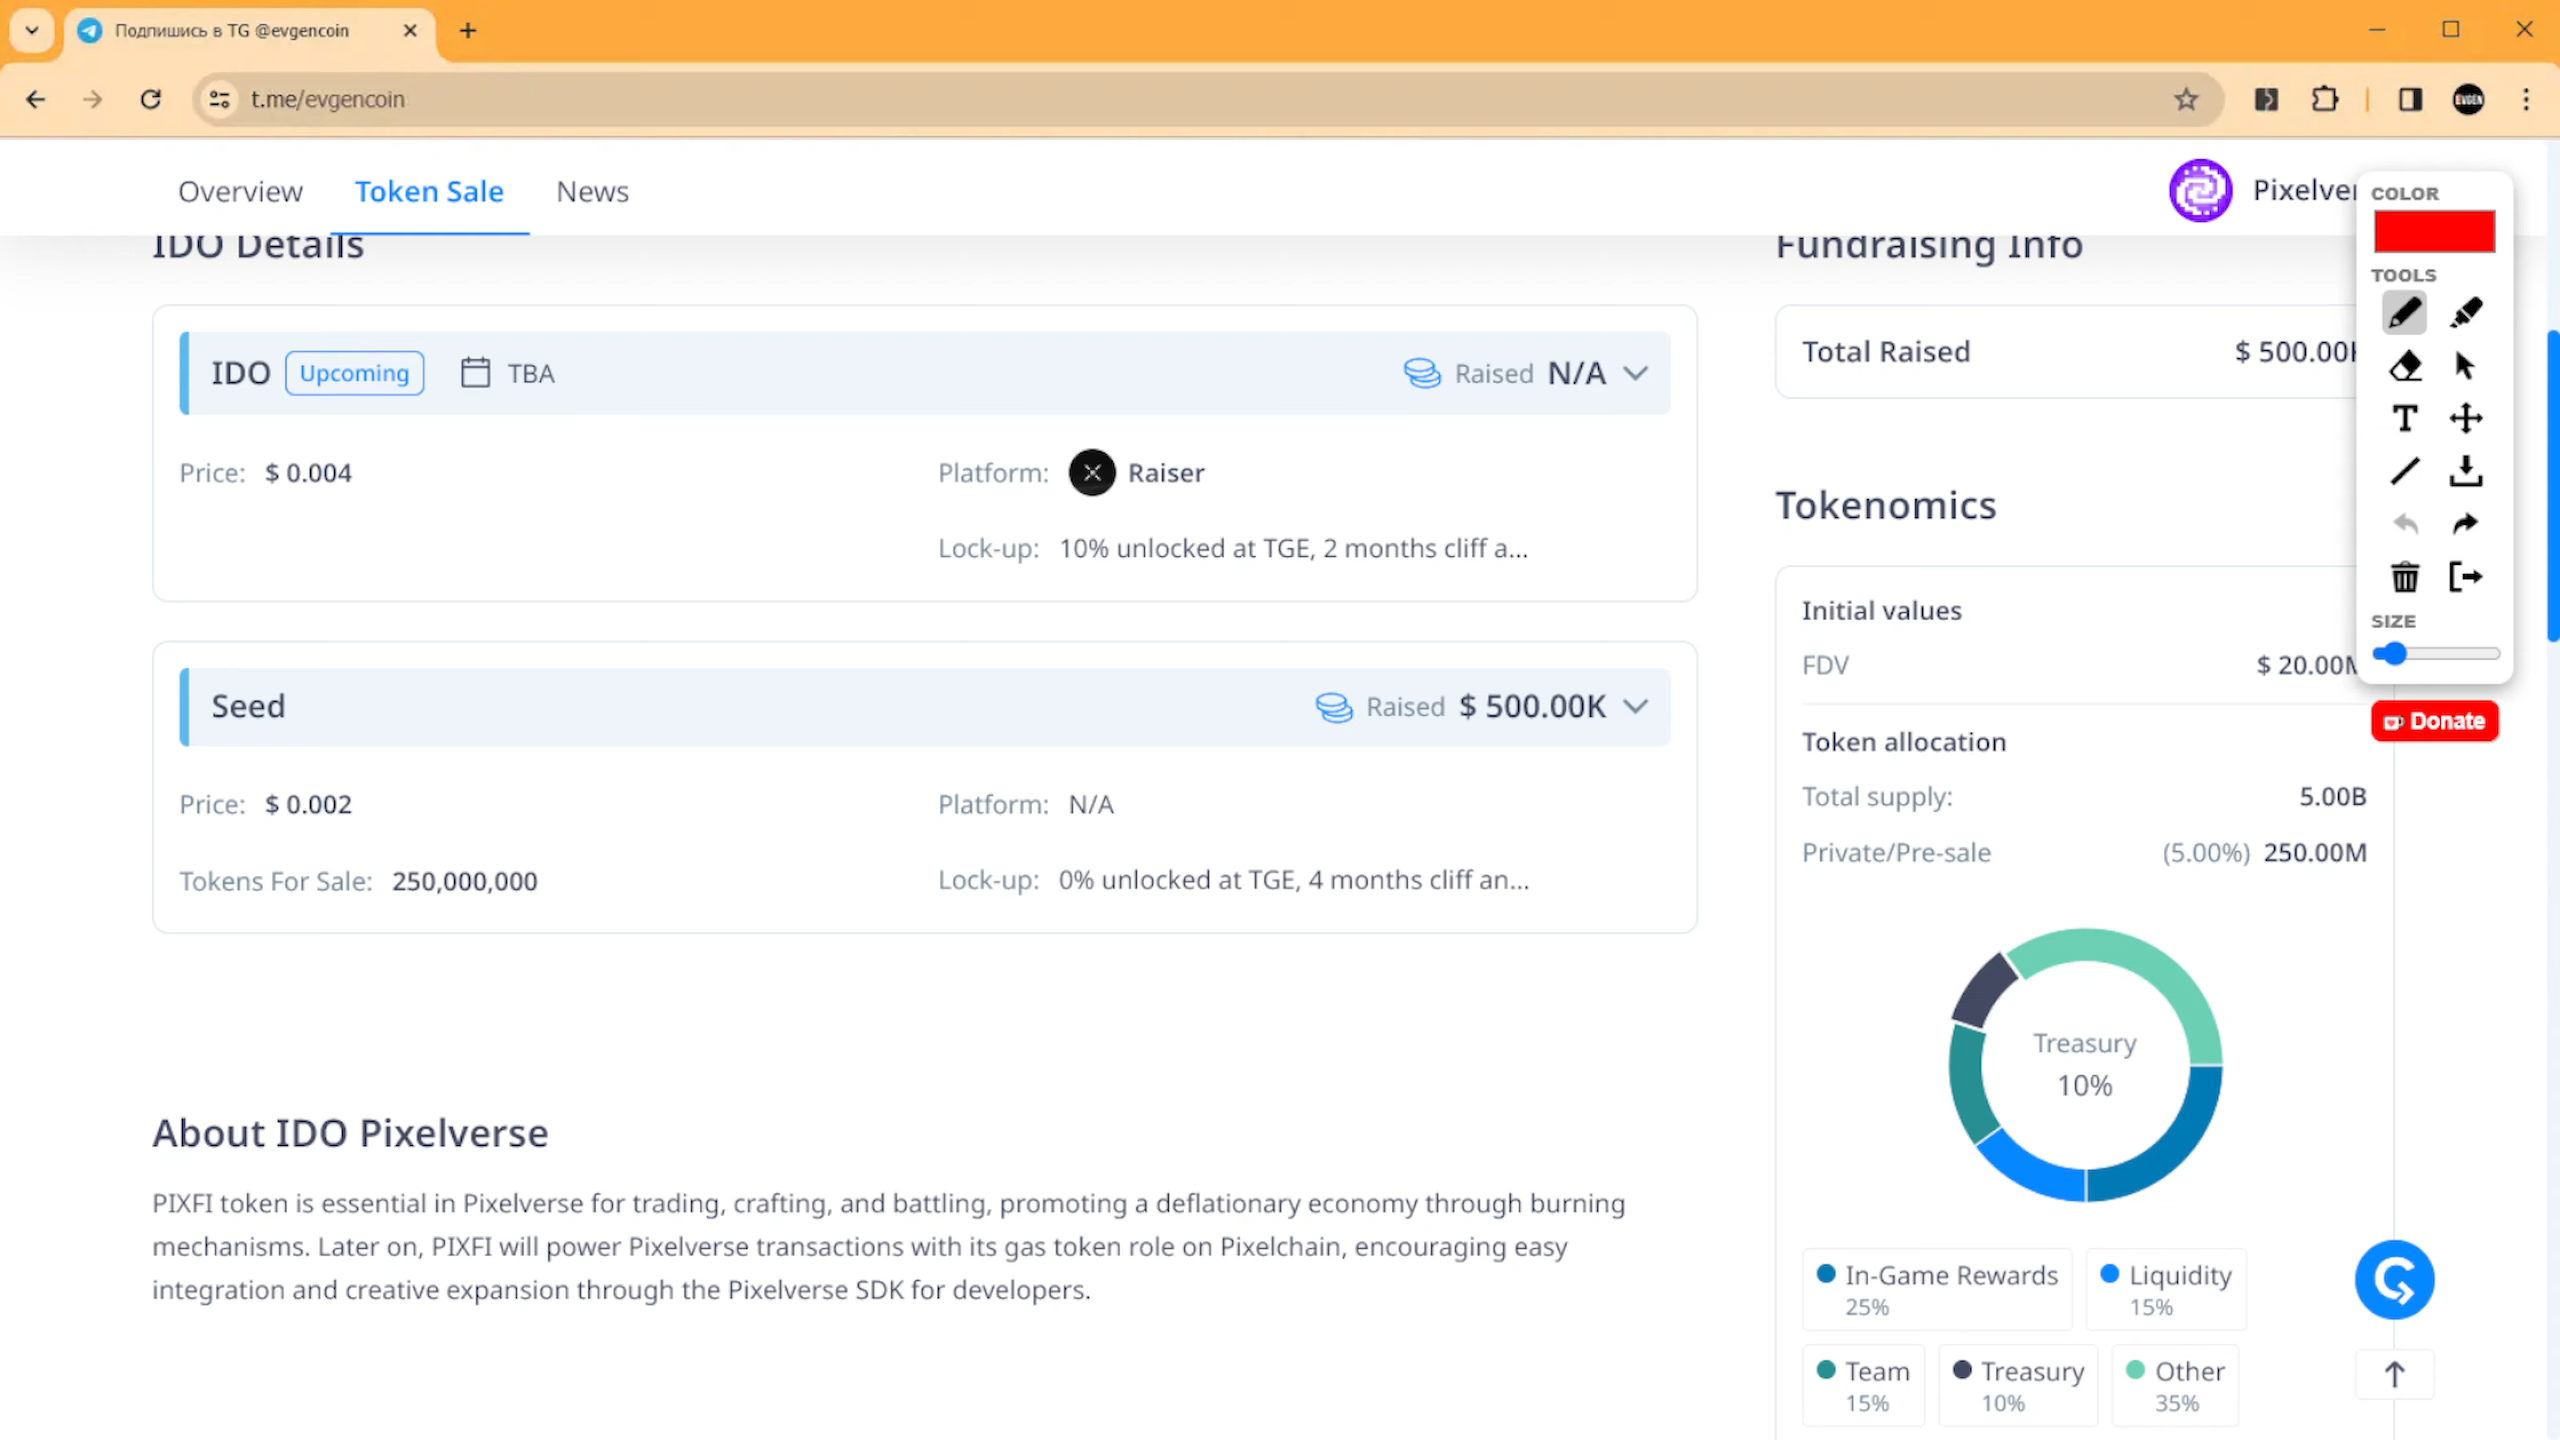 Подпишись в TG @evgencoin
t.me/evgencoin
EVGEN
Overview Token Sale News
Pixelver
COLOR
TOOLS
SIZE
Donate
IDO Details
IDO Upcoming TBA Raised N/A
Price: $ 0.004 Platform: Raiser
Lock-up: 10% unlocked at TGE, 2 months cliff a...
Seed Raised $ 500.00K
Price: $ 0.002 Platform: N/A
Tokens For Sale: 250,000,000 Lock-up: 0% unlocked at TGE, 4 months cliff an...
About IDO Pixelverse
PIXFI token is essential in Pixelverse for trading, crafting, and battling, promoting a deflationary economy through burning
mechanisms. Later on, PIXFI will power Pixelverse transactions with its gas token role on Pixelchain, encouraging easy
integration and creative expansion through the Pixelverse SDK for developers.
Fundraising Info
Total Raised $ 500.00K
Tokenomics
Initial values
FDV $ 20.00M
Token allocation
Total supply: 5.00B
Private/Pre-sale (5.00%) 250.00M
Treasury
10%
In-Game Rewards
25%
Liquidity
15%
Team
15%
Treasury
10%
Other
35%